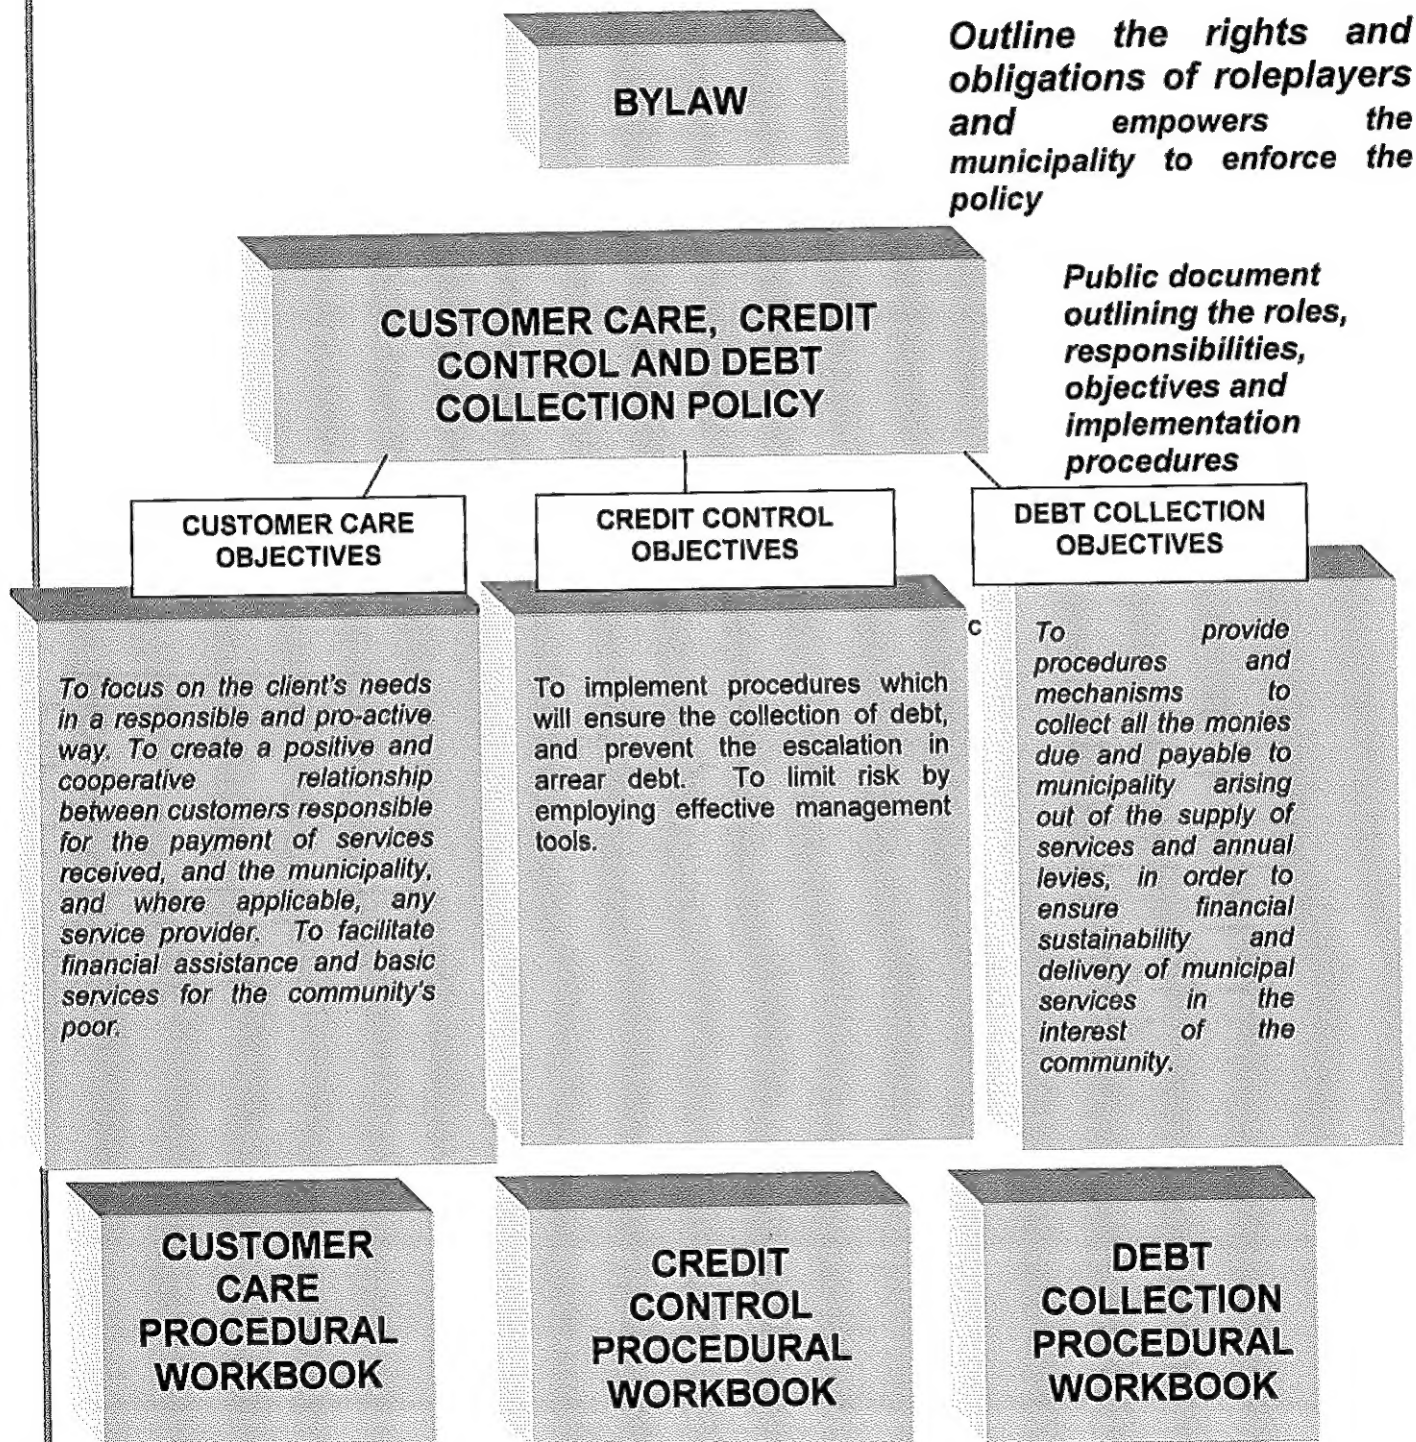 BYLAW
Outline the rights and
obligations of roleplayers
and empowers the
municipality to enforce the
policy
CUSTOMER CARE, CREDIT
CONTROL AND DEBT
COLLECTION POLICY
Public document
outlining the roles,
responsibilities,
objectives and
implementation
procedures
CUSTOMER CARE
OBJECTIVES
CREDIT CONTROL
OBJECTIVES
DEBT COLLECTION
OBJECTIVES
To focus on the client's needs
in a responsible and pro-active
way. To create a positive and
cooperative relationship
between customers responsible
for the payment of services
received, and the municipality,
and where applicable, any
service provider. To facilitate
financial assistance and basic
services for the community's
poor.
To implement procedures which
will ensure the collection of debt,
and prevent the escalation in
arrear debt. To limit risk by
employing effective management
tools.
c
To provide
procedures and
mechanisms to
collect all the monies
due and payable to
municipality arising
out of the supply of
services and annual
levies, in order to
ensure financial
sustainability and
delivery of municipal
services in the
interest of the
community.
CUSTOMER
CARE
PROCEDURAL
WORKBOOK
CREDIT
CONTROL
PROCEDURAL
WORKBOOK
DEBT
COLLECTION
PROCEDURAL
WORKBOOK